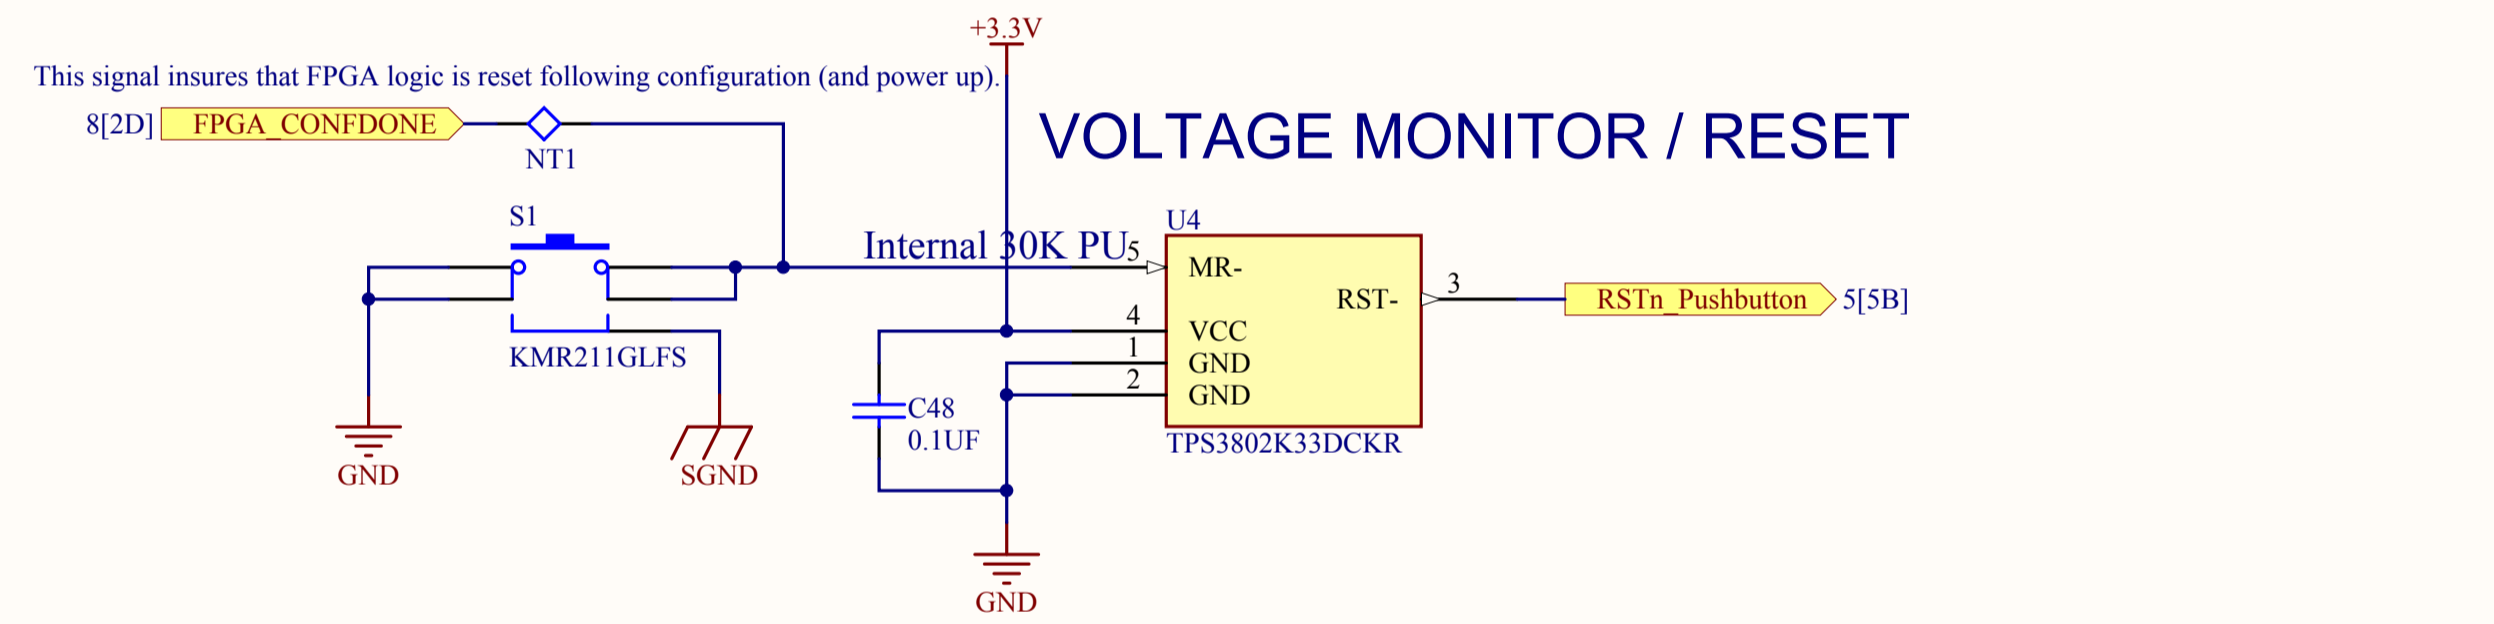 +3.3V
This signal insures that FPGA logic is reset following configuration (and power up).
8[2D] FPGA_CONFDONE
NT1
VOLTAGE MONITOR / RESET
S1
U4
Internal 30K PU 5
MR-
3
RST-
RSTn_Pushbutton 5[5B]
4
VCC
1
GND
2
GND
KMR211GLFS
C48
0.1UF
TPS3802K33DCKR
GND
SGND
GND